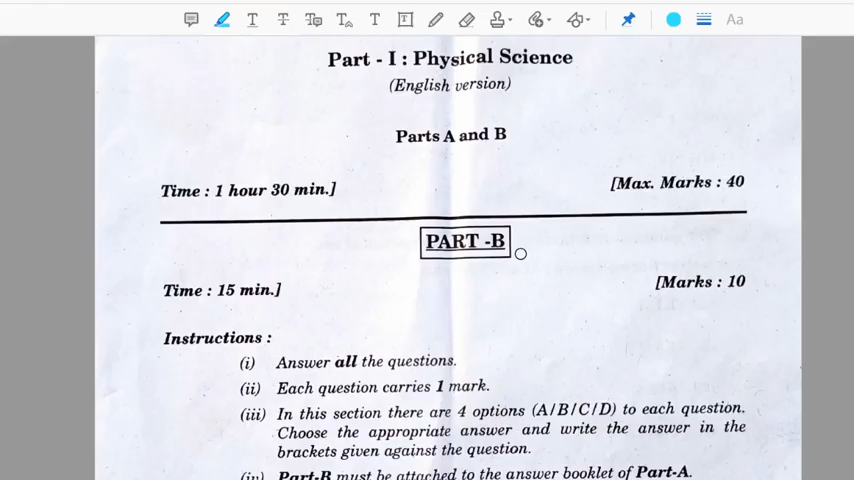 Aa
Part - I : Physical Science
(English version)
Parts A and B
Time : 1 hour 30 min.]
[Max. Marks : 40
PART -B
Time : 15 min.]
[Marks : 10
Instructions :
(i) Answer all the questions.
(ii) Each question carries 1 mark.
(iii) In this section there are 4 options (A/B/C/D) to each question.
Choose the appropriate answer and write the answer in the
brackets given against the question.
(iv) Part-B must be attached to the answer booklet of Part-A.